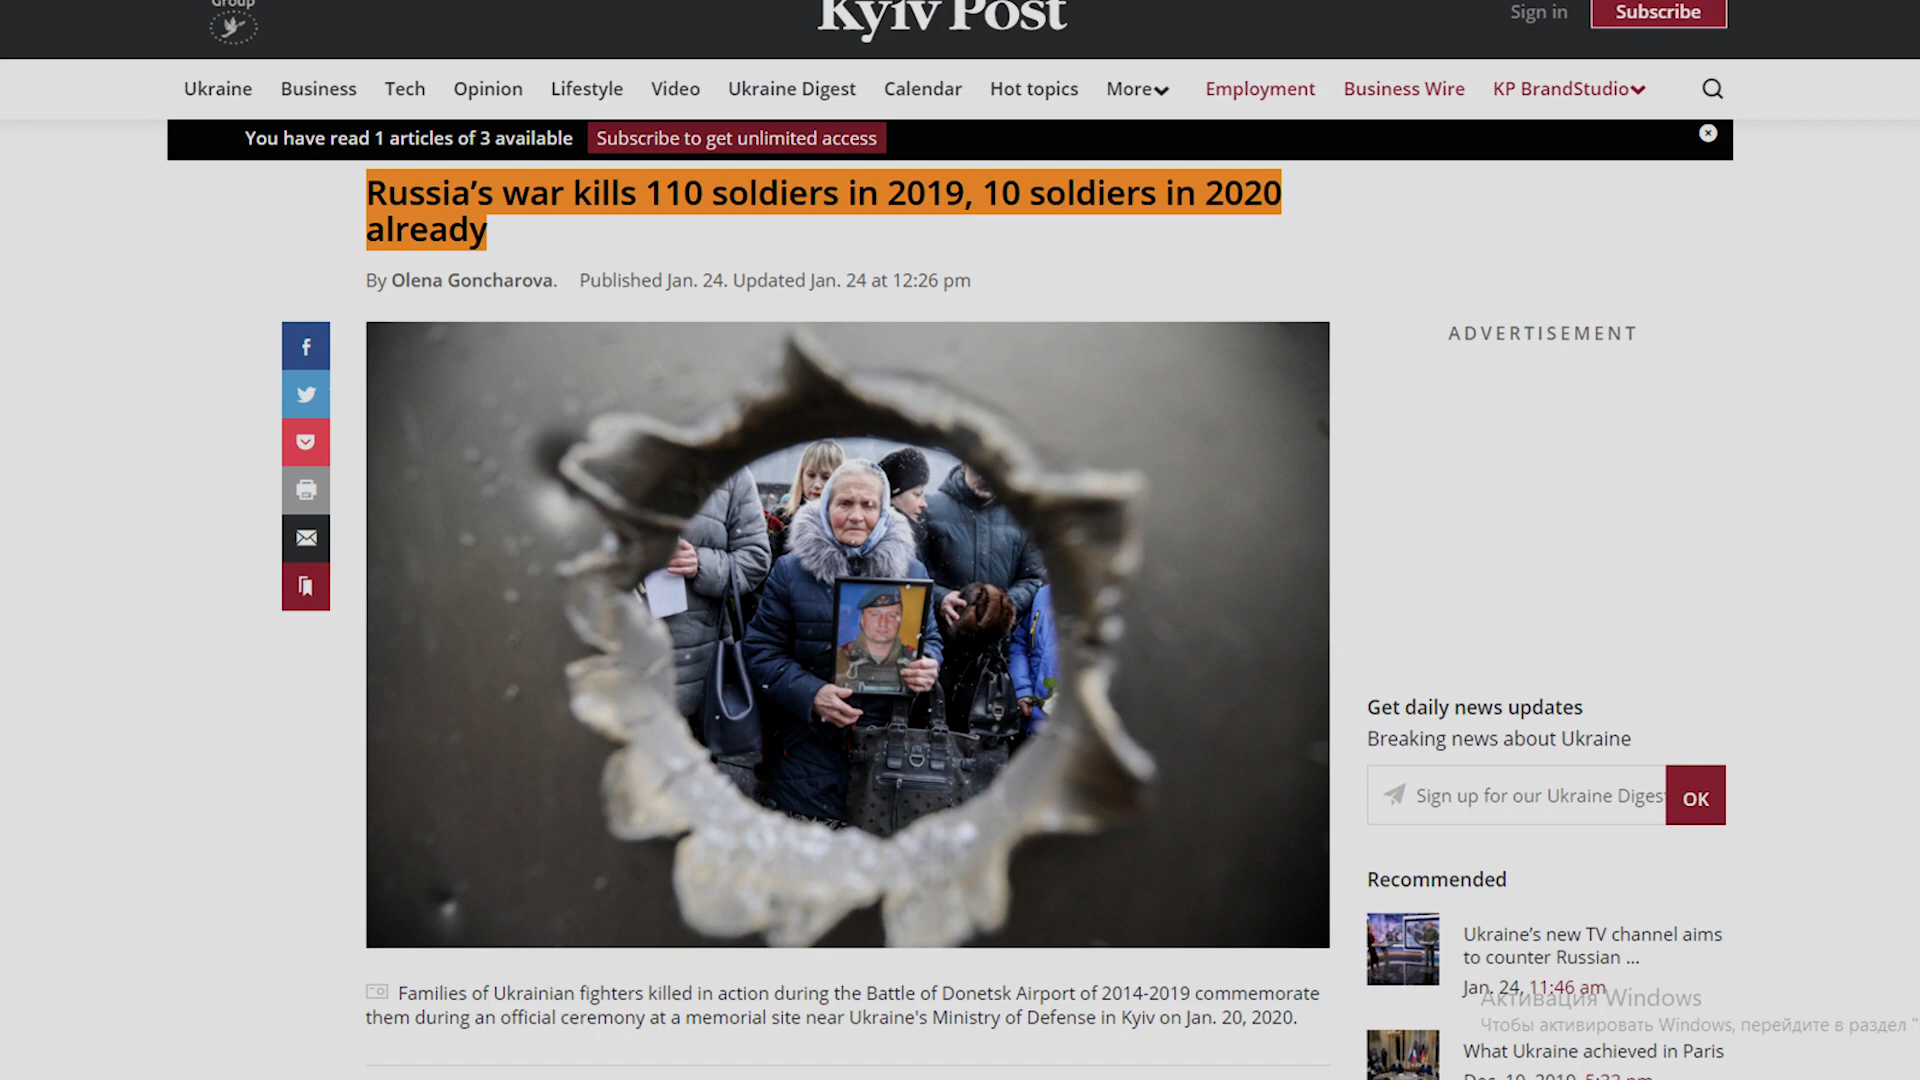 Group
Kyiv Post
Sign in
Subscribe
Ukraine Business Tech Opinion Lifestyle Video Ukraine Digest Calendar Hot topics More Employment Business Wire KP BrandStudio
You have read 1 articles of 3 available Subscribe to get unlimited access
Russia’s war kills 110 soldiers in 2019, 10 soldiers in 2020
already
By Olena Goncharova. Published Jan. 24. Updated Jan. 24 at 12:26 pm
ADVERTISEMENT
Get daily news updates
Breaking news about Ukraine
Sign up for our Ukraine Diges
OK
Recommended
Ukraine’s new TV channel aims
to counter Russian ...
Jan. 24, 11:46 am
Families of Ukrainian fighters killed in action during the Battle of Donetsk Airport of 2014-2019 commemorate
them during an official ceremony at a memorial site near Ukraine's Ministry of Defense in Kyiv on Jan. 20, 2020.
Активация Windows
Чтобы активировать Windows, перейдите в раздел "
What Ukraine achieved in Paris
Dec. 10, 2019, 5:32 pm